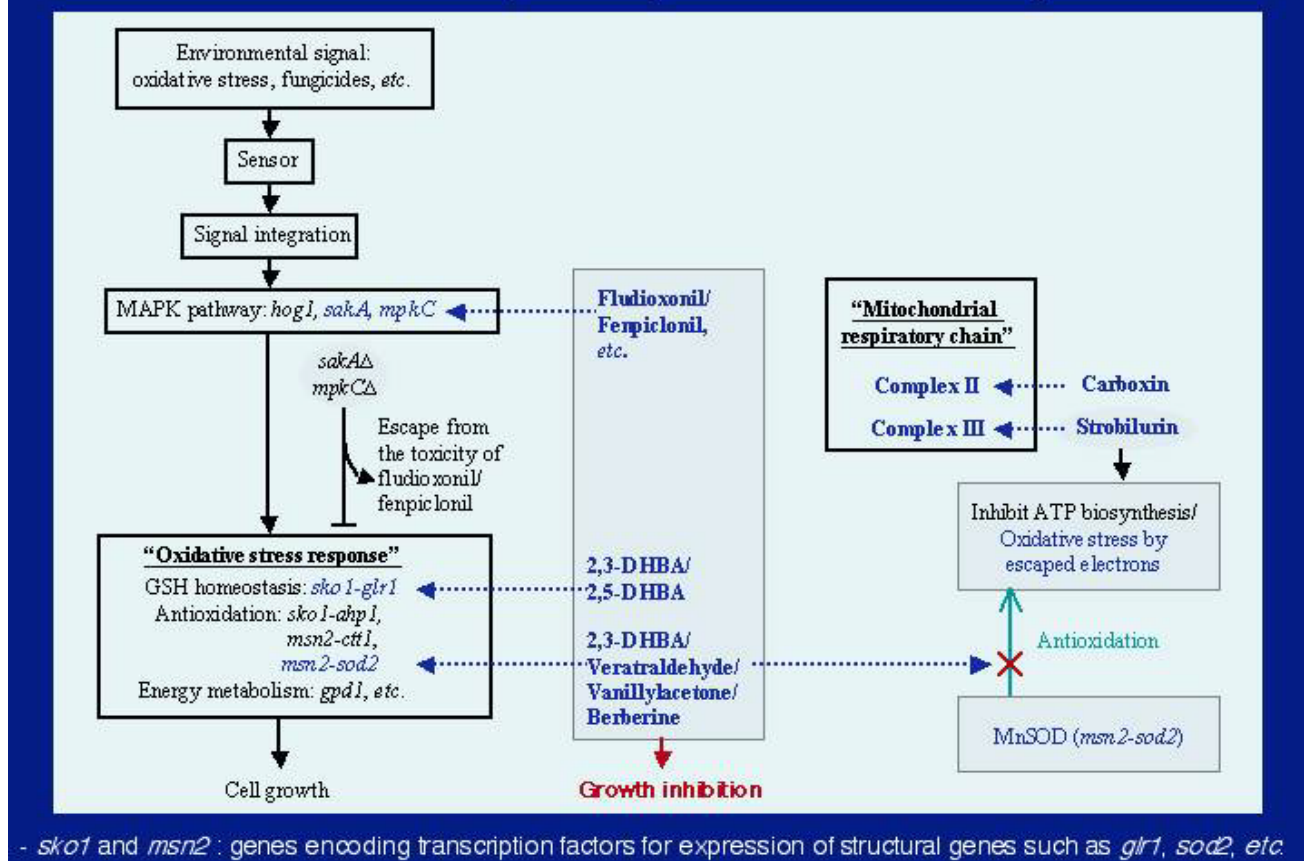 Environmental signal:
oxidative stress, fungicides, etc.
Sensor
Signal integration
MAPK pathway: hog1, sakA, mpkC
sakAΔ
mpkCΔ
Escape from
the toxicity of
fludioxonil/
fenpiclonil
"Oxidative stress response"
GSH homeostasis: sko1-glr1
Antioxidation: sko1-ahp1,
msn2-ctt1,
msn2-sod2
Energy metabolism: gpd1, etc.
Cell growth
Fludioxonil/
Fenpiclonil,
etc.
2,3-DHBA/
2,5-DHBA
2,3-DHBA/
Veratraldehyde/
Vanillylacetone/
Berberine
Growth inhibition
"Mitochondrial
respiratory chain"
Complex II
Carboxin
Complex III
Strobilurin
Inhibit ATP biosynthesis/
Oxidative stress by
escaped electrons
Antioxidation
MnSOD (msn2-sod2)
- sko1 and msn2 : genes encoding transcription factors for expression of structural genes such as glr1, sod2, etc.